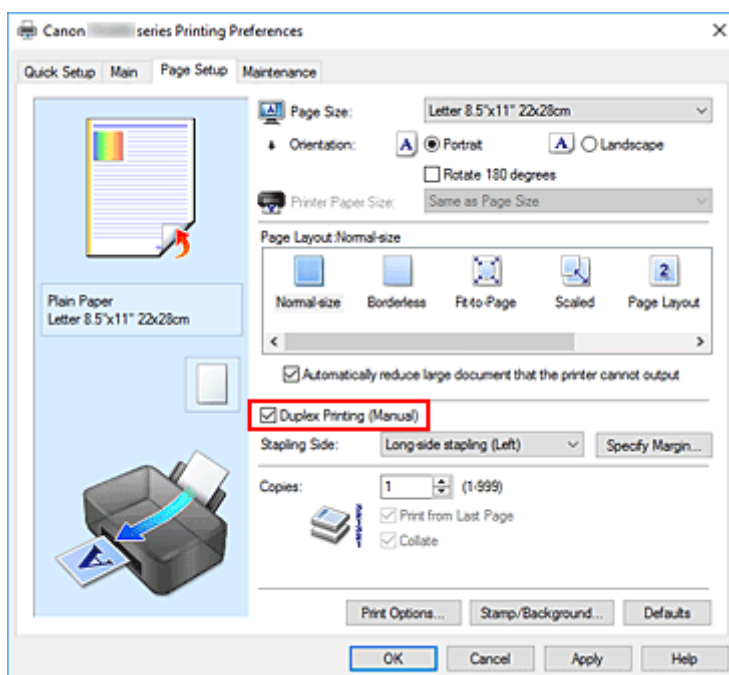 Canon series Printing Preferences
Quick Setup Main Page Setup Maintenance
Page Size: Letter 8.5"x11" 22x28cm
Orientation: A Portrait A Landscape
Rotate 180 degrees
Printer Paper Size: Same as Page Size
Page Layout:Normal-size
2
Normal-size Borderless Fit-to-Page Scaled Page Layout
Automatically reduce large document that the printer cannot output
Plain Paper
Letter 8.5"x11" 22x28cm
Duplex Printing (Manual)
Stapling Side: Long-side stapling (Left) Specify Margin...
Copies: 1 (1-999)
Print from Last Page
Collate
A
Print Options... Stamp/Background... Defaults
OK Cancel Apply Help